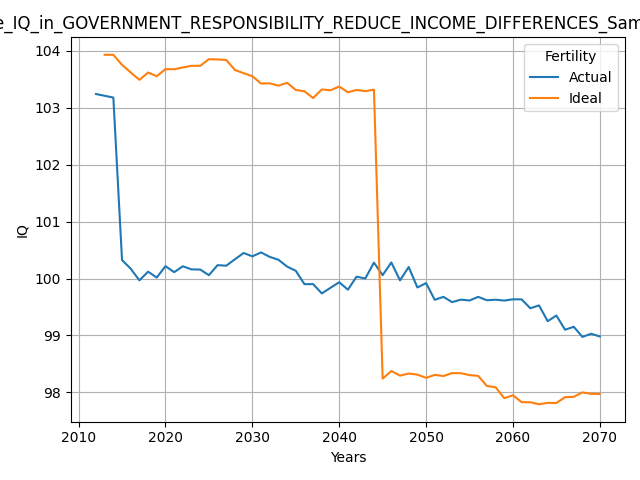 e_IQ_in_GOVERNMENT_RESPONSIBILITY_REDUCE_INCOME_DIFFERENCES_Sam
Fertility
Actual
Ideal
104
103
102
101
100
99
98
IQ
2010 2020 2030 2040 2050 2060 2070
Years